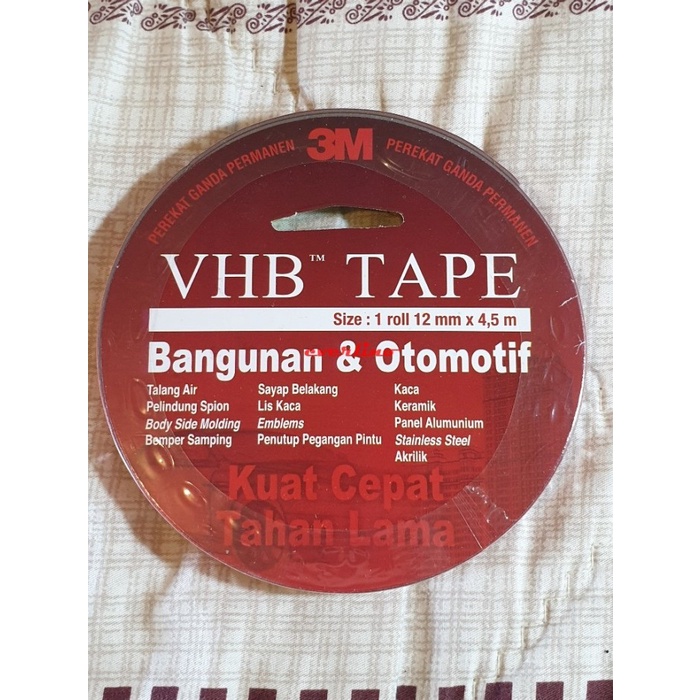 PEREKAT GANDA PERMANEN 3M PEREKAT GANDA PERMANEN
VHB™ TAPE
Size : 1 roll 12 mm x 4,5 m
Bangunan & Otomotif
Talang Air
Pelindung Spion
Body Side Molding
Bemper Samping
Sayap Belakang
Lis Kaca
Emblems
Penutup Pegangan Pintu
Kaca
Keramik
Panel Alumunium
Stainless Steel
Akrilik
Kuat Cepat
Tahan Lama